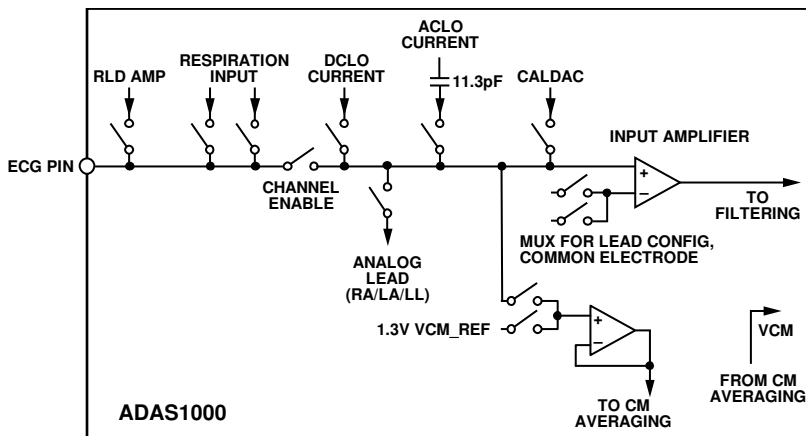 ACLO
CURRENT
RESPIRATION
INPUT
DCLO
CURRENT
RLD AMP
11.3pF
CALDAC
INPUT AMPLIFIER
ECG PIN
+
–
CHANNEL
ENABLE
TO
FILTERING
MUX FOR LEAD CONFIG,
COMMON ELECTRODE
ANALOG
LEAD
(RA/LA/LL)
+
–
1.3V VCM_REF
VCM
FROM CM
AVERAGING
TO CM
AVERAGING
ADAS1000